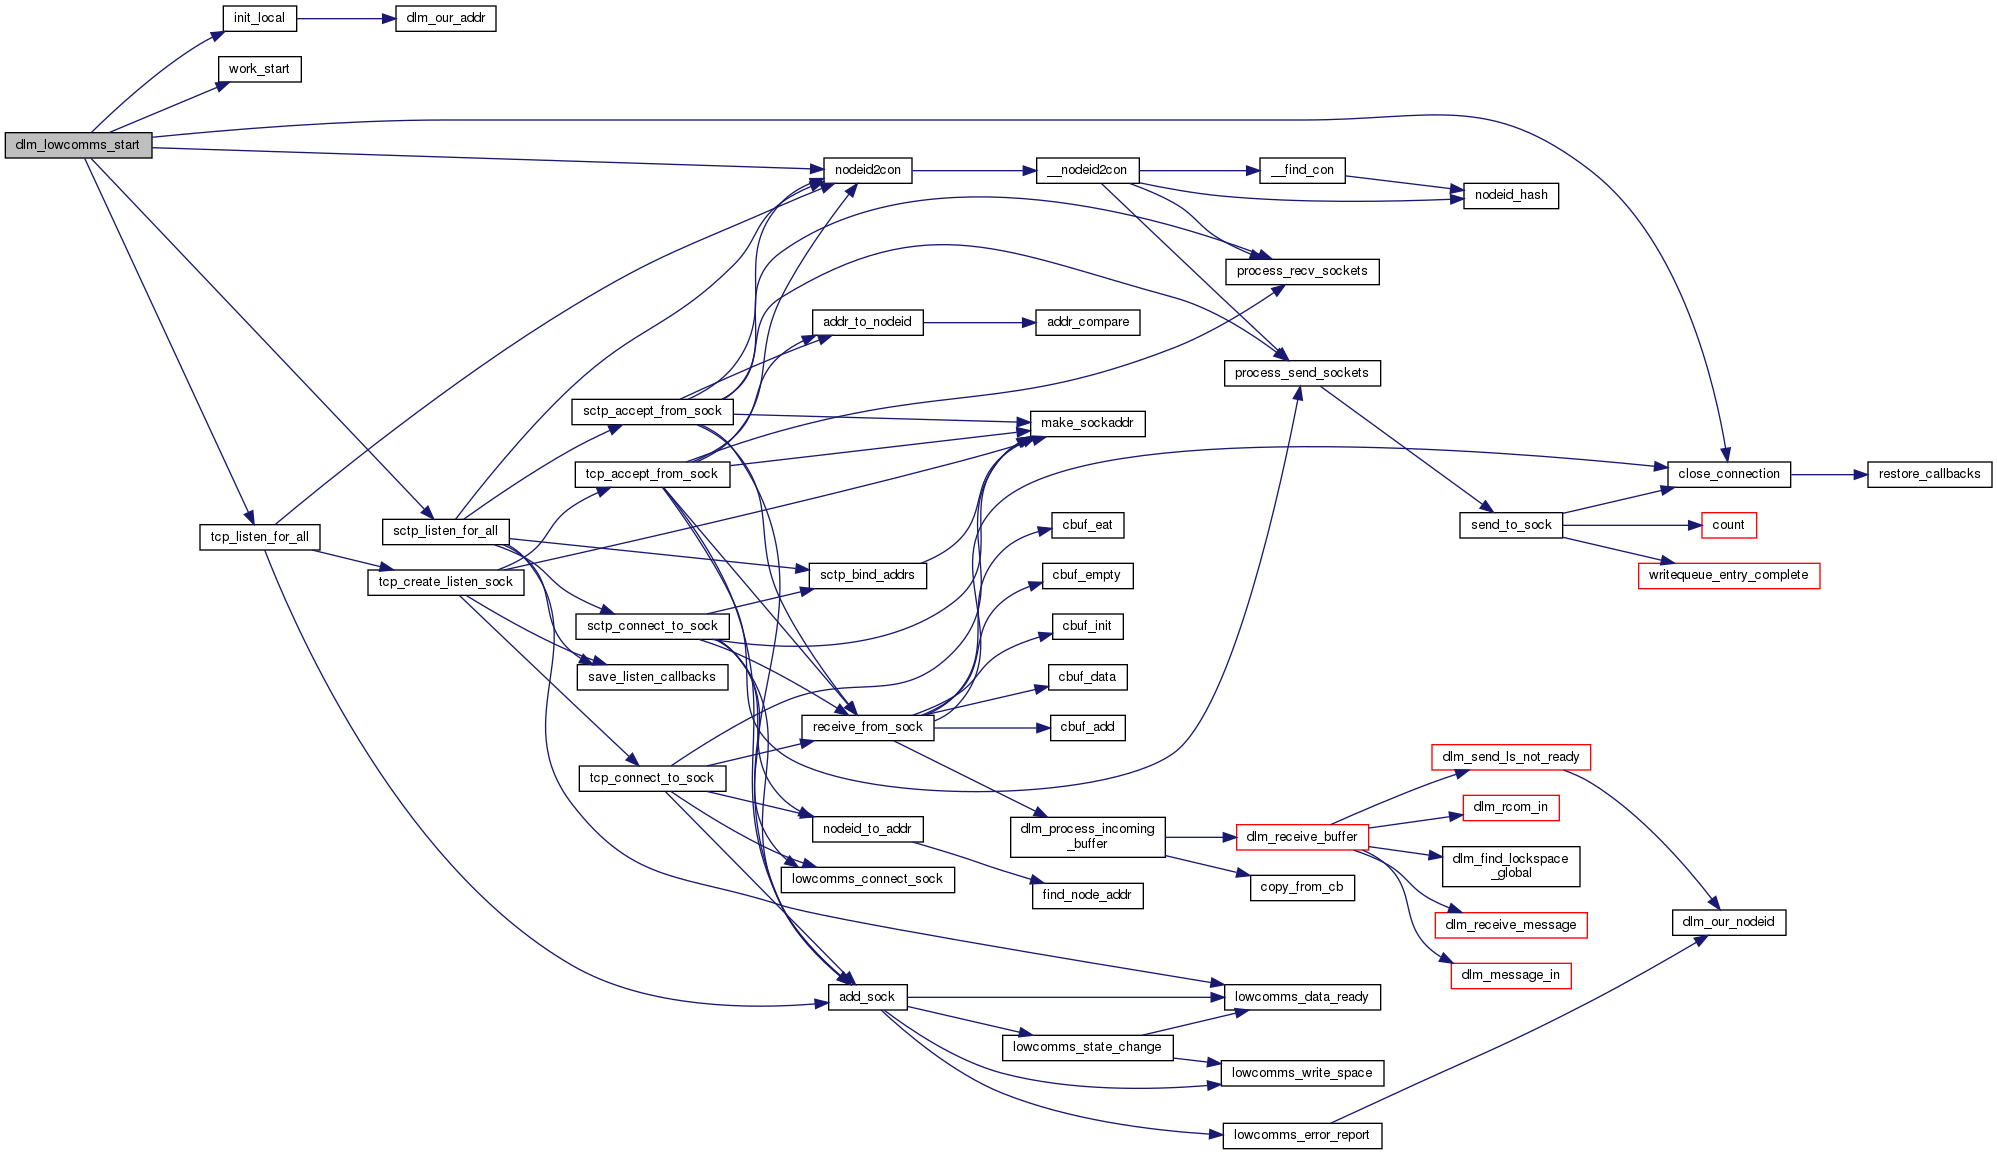 init_local
dlm_our_addr
work_start
dlm_lowcomms_start
nodeid2con
__nodeid2con
__find_con
nodeid_hash
process_recv_sockets
addr_to_nodeid
addr_compare
process_send_sockets
sctp_accept_from_sock
make_sockaddr
tcp_accept_from_sock
close_connection
restore_callbacks
tcp_listen_for_all
sctp_listen_for_all
cbuf_eat
send_to_sock
count
tcp_create_listen_sock
sctp_bind_addrs
cbuf_empty
writequeue_entry_complete
sctp_connect_to_sock
cbuf_init
save_listen_callbacks
cbuf_data
receive_from_sock
cbuf_add
dlm_send_ls_not_ready
tcp_connect_to_sock
dlm_rcom_in
nodeid_to_addr
dlm_process_incoming
_buffer
dlm_receive_buffer
dlm_find_lockspace
_global
lowcomms_connect_sock
find_node_addr
copy_from_cb
dlm_receive_message
dlm_our_nodeid
dlm_message_in
add_sock
lowcomms_data_ready
lowcomms_state_change
lowcomms_write_space
lowcomms_error_report